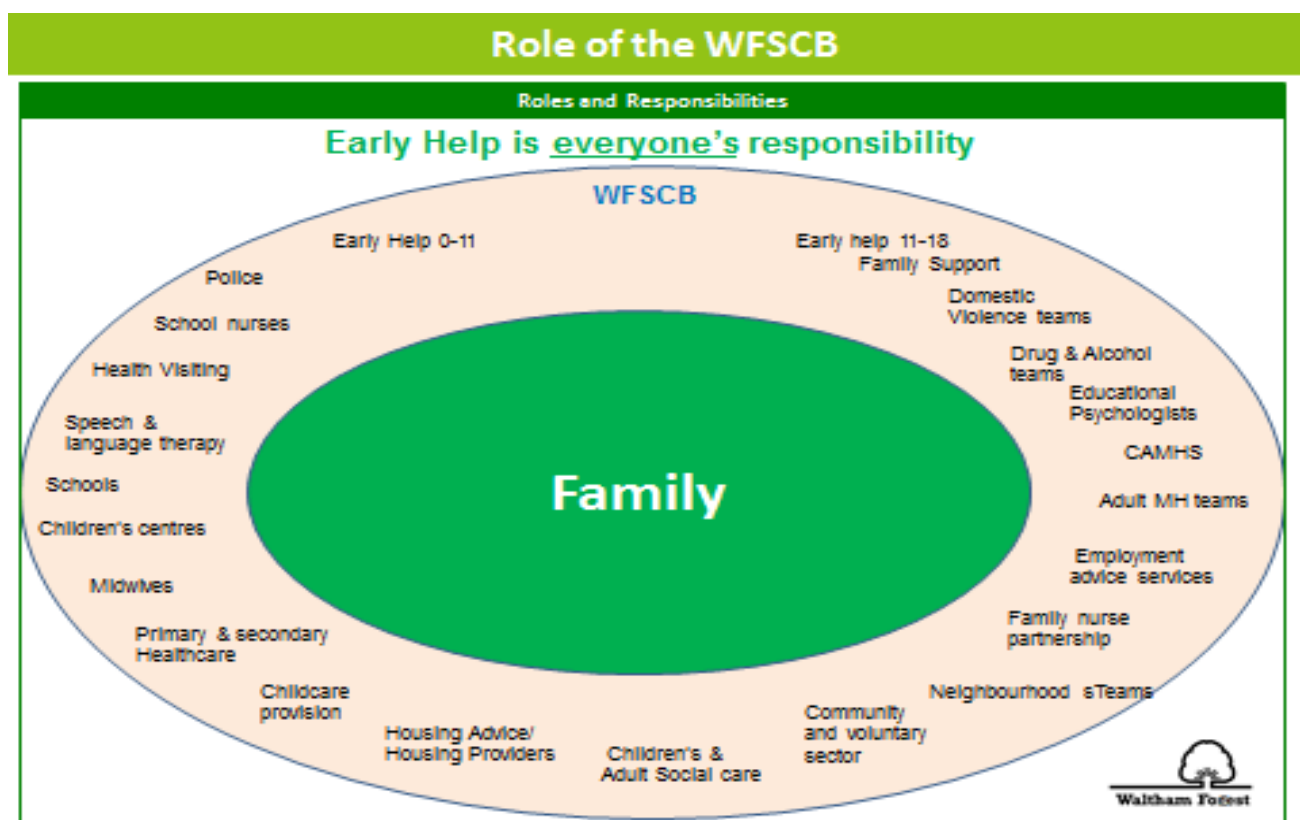 Role of the WFSCB
Roles and Responsibilities
Early Help is everyone's responsibility
WFSCB
Early Help 0-11
Police
School nurses
Health Visiting
Speech &
language therapy
Schools
Children's centres
Midwives
Primary & secondary
Healthcare
Childcare
provision
Housing Advice/
Housing Providers
Children's &
Adult Social care
Community
and voluntary
sector
Neighbourhood sTeams
Family nurse
partnership
Employment
advice services
Adult MH teams
CAMHS
Educational
Psychologists
Drug & Alcohol
teams
Domestic
Violence teams
Early help 11-18
Family Support
Family
Waltham Forest